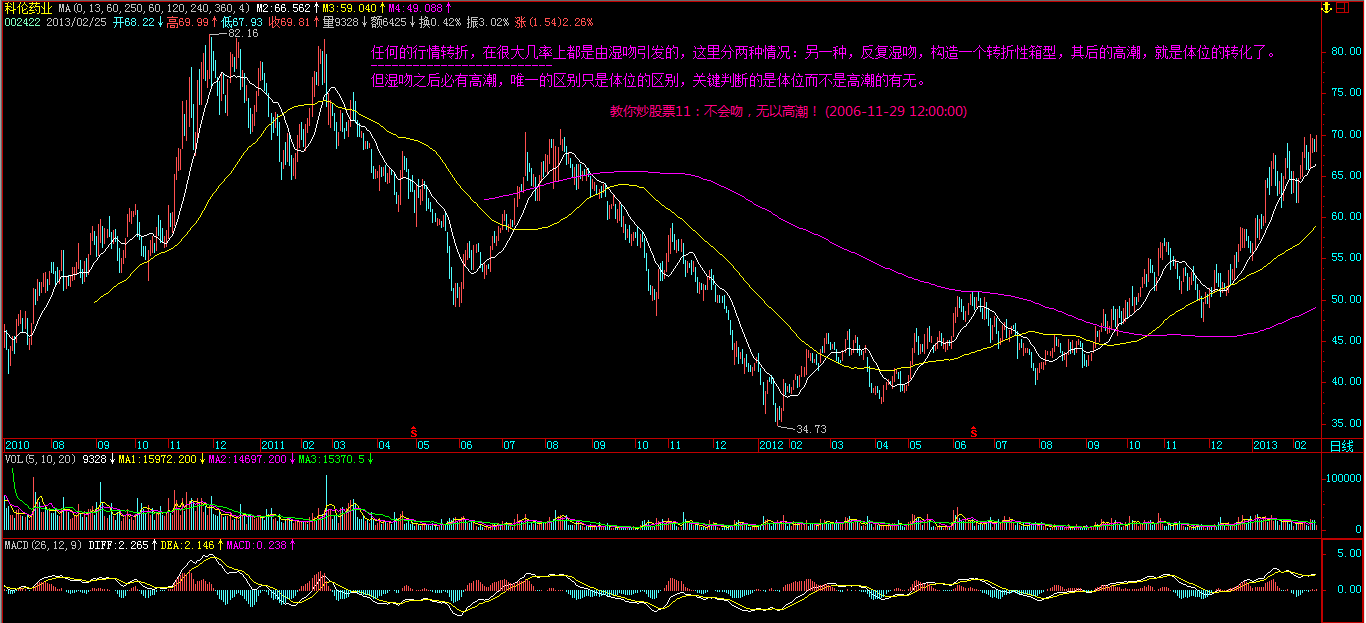 科伦药业 MA(0,13,60,250,60,120,240,360,4) M2:66.562↑M3:59.040↑M4:49.088↑
002422 2013/02/25 开68.22↓高69.99↑低67.93 收69.81↑量9328↓额6425↓换0.42% 振3.02% 涨(1.54)2.26%
82.16
任何的行情转折，在很大几率上都是由湿吻引发的，这里分两种情况：另一种，反复湿吻，构造一个转折性箱型，其后的高潮，就是体位的转化了。
但湿吻之后必有高潮，唯一的区别只是体位的区别，关键判断的是体位而不是高潮的有无。
教你炒股票11：不会吻，无以高潮！ (2006-11-29 12:00:00)
80.00
75.00
70.00
65.00
60.00
55.00
50.00
45.00
40.00
35.00
34.73
$ $
2010 08 09 10 11 12 2011 02 03 04 05 06 07 08 09 10 11 12 2012 02 03 04 05 06 07 08 09 10 11 12 2013 02 日线
VOL(5,10,20) 9328↓MA1:15972.200↓MA2:14897.200↓MA3:15370.5↓
100000
0
MACD(26,12,9) DIFF:2.265↑DEA:2.146↑MACD:0.238↑
5.00
0.00